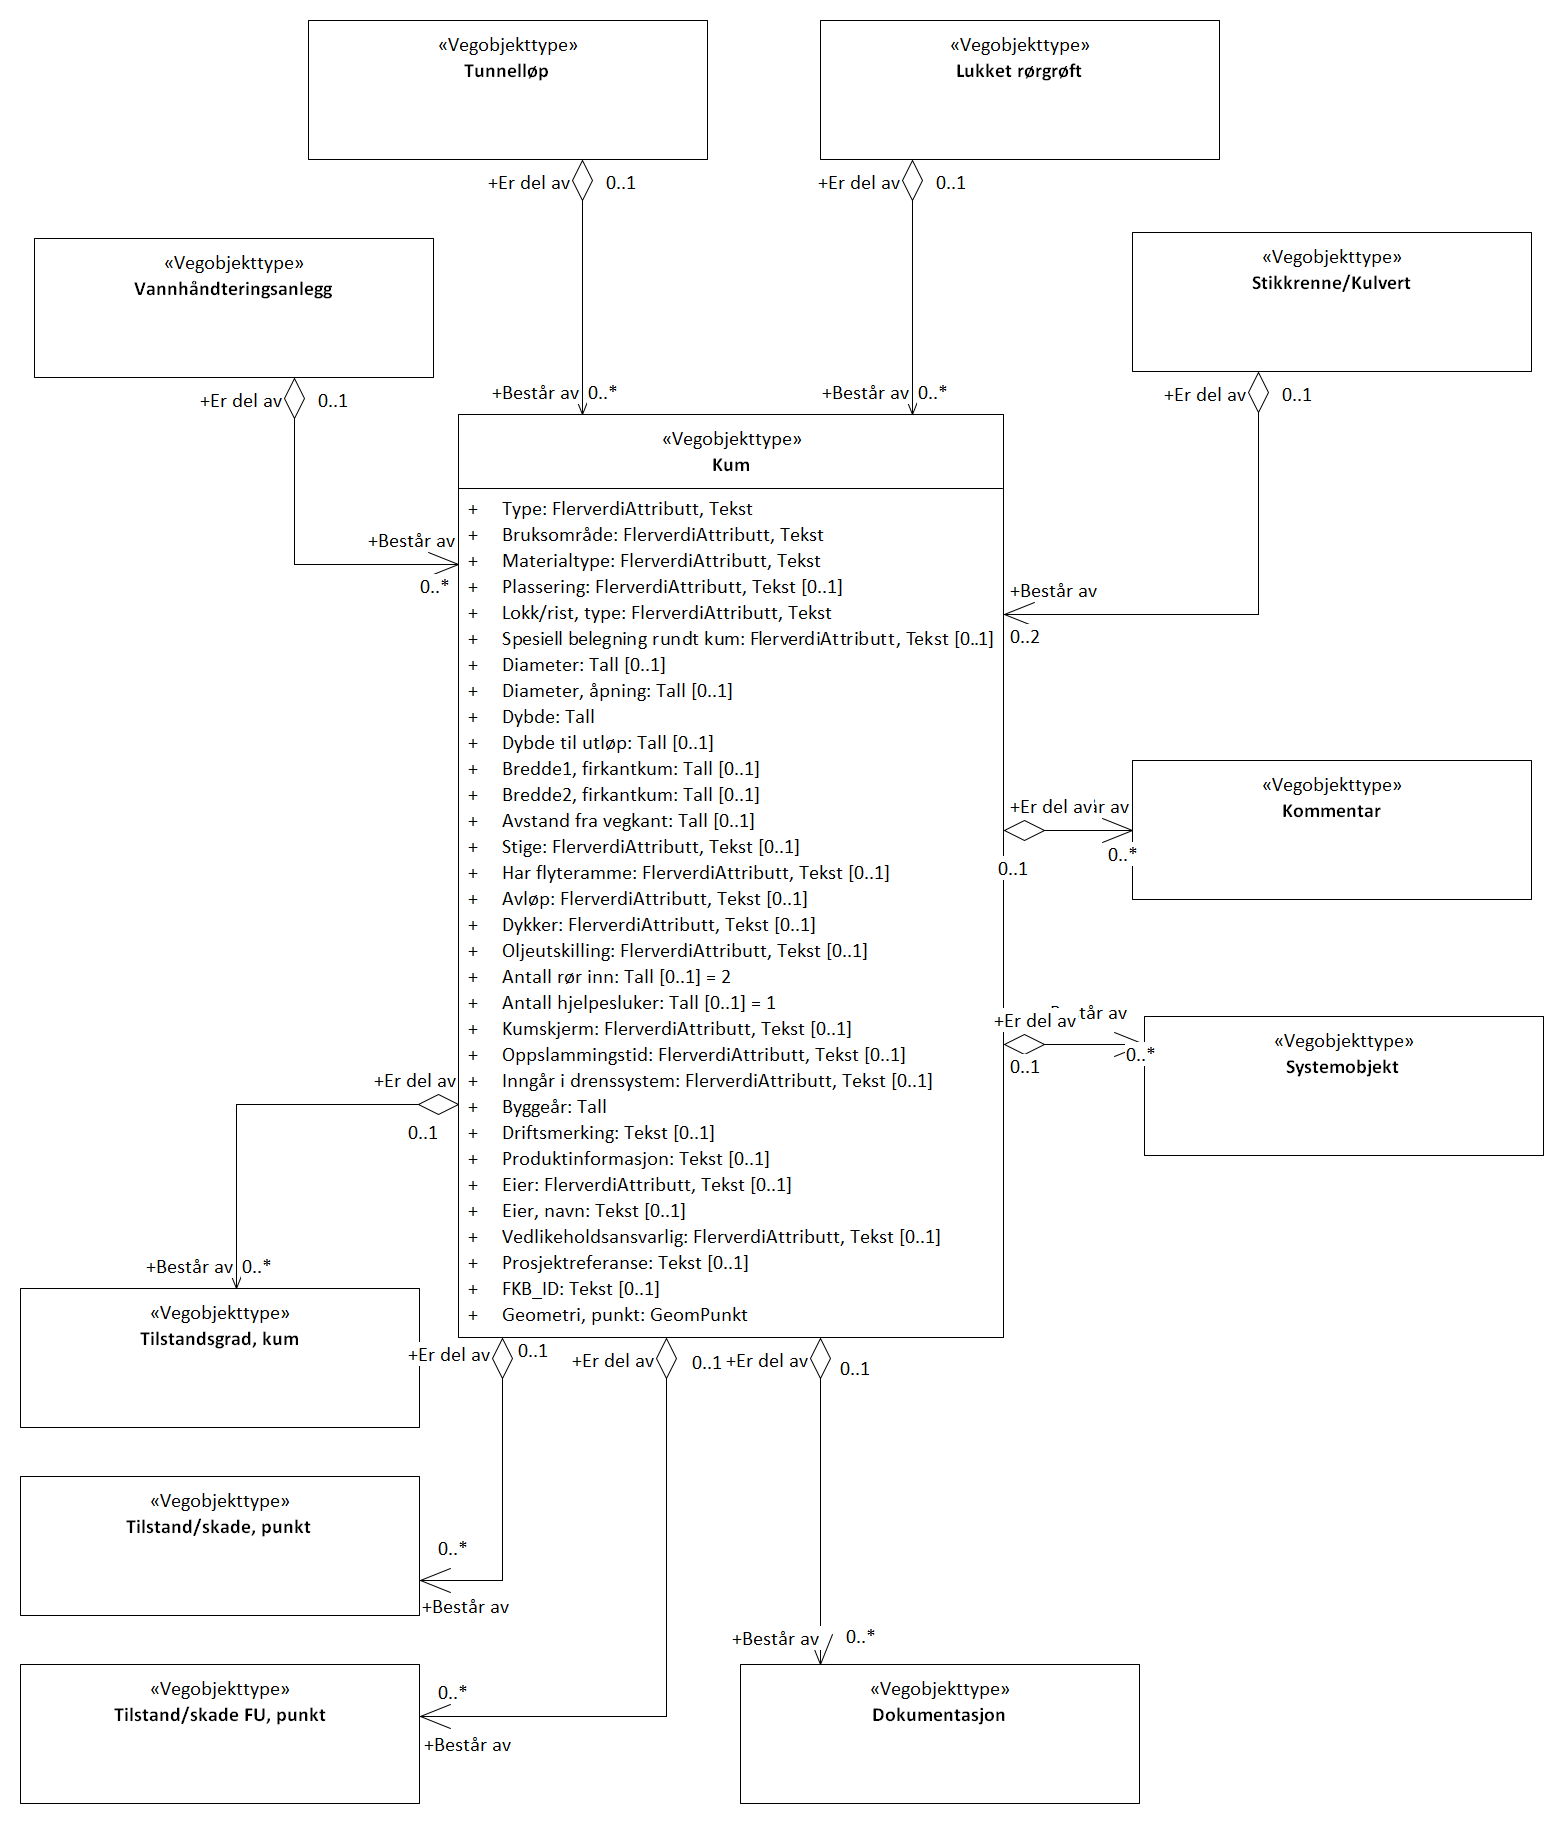 «Vegobjekttype»
Tunnelløp
+Er del av 0..1
+Består av 0..*
«Vegobjekttype»
Lukket rørgrøft
+Er del av 0..1
+Består av 0..*
«Vegobjekttype»
Vannhåndteringsanlegg
+Er del av 0..1
+Består av
0..*
«Vegobjekttype»
Stikkrenne/Kulvert
+Er del av 0..1
+Består av
0..2
«Vegobjekttype»
Kum
+ Type: FlerverdiAttributt, Tekst
+ Bruksområde: FlerverdiAttributt, Tekst
+ Materialtype: FlerverdiAttributt, Tekst
+ Plassering: FlerverdiAttributt, Tekst [0..1]
+ Lokk/rist, type: FlerverdiAttributt, Tekst
+ Spesiell belegning rundt kum: FlerverdiAttributt, Tekst [0..1]
+ Diameter: Tall [0..1]
+ Diameter, åpning: Tall [0..1]
+ Dybde: Tall
+ Dybde til utløp: Tall [0..1]
+ Bredde1, firkantkum: Tall [0..1]
+ Bredde2, firkantkum: Tall [0..1]
+ Avstand fra vegkant: Tall [0..1]
+ Stige: FlerverdiAttributt, Tekst [0..1]
+ Har flyteramme: FlerverdiAttributt, Tekst [0..1]
+ Avløp: FlerverdiAttributt, Tekst [0..1]
+ Dykker: FlerverdiAttributt, Tekst [0..1]
+ Oljeutskilling: FlerverdiAttributt, Tekst [0..1]
+ Antall rør inn: Tall [0..1] = 2
+ Antall hjelpesluker: Tall [0..1] = 1
+ Kumskjerm: FlerverdiAttributt, Tekst [0..1]
+ Oppslammingstid: FlerverdiAttributt, Tekst [0..1]
+ Inngår i drenssystem: FlerverdiAttributt, Tekst [0..1]
+ Byggeår: Tall
+ Driftsmerking: Tekst [0..1]
+ Produktinformasjon: Tekst [0..1]
+ Eier: FlerverdiAttributt, Tekst [0..1]
+ Eier, navn: Tekst [0..1]
+ Vedlikeholdsansvarlig: FlerverdiAttributt, Tekst [0..1]
+ Prosjektreferanse: Tekst [0..1]
+ FKB_ID: Tekst [0..1]
+ Geometri, punkt: GeomPunkt
+Er del av
av
0..1
0..*
«Vegobjekttype»
Kommentar
+Er del av
av
0..1
0..*
«Vegobjekttype»
Systemobjekt
+Er del av
0..1
+Består av 0..*
«Vegobjekttype»
Tilstandsgrad, kum
+Er del av 0..1
0..*
+Består av
«Vegobjekttype»
Tilstand/skade, punkt
+Er del av 0..1
0..*
+Består av
«Vegobjekttype»
Tilstand/skade FU, punkt
+Er del av 0..1
+Består av 0..*
«Vegobjekttype»
Dokumentasjon